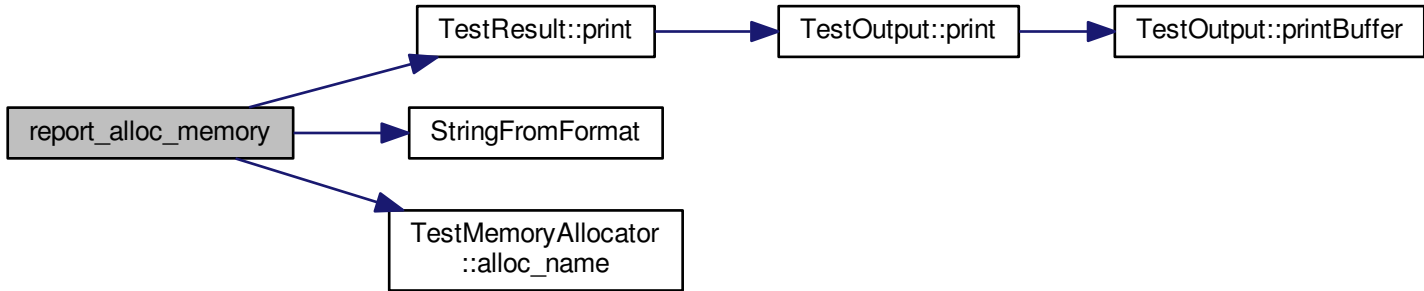 TestResult::print
TestOutput::print
TestOutput::printBuffer
report_alloc_memory
StringFromFormat
TestMemoryAllocator
::alloc_name